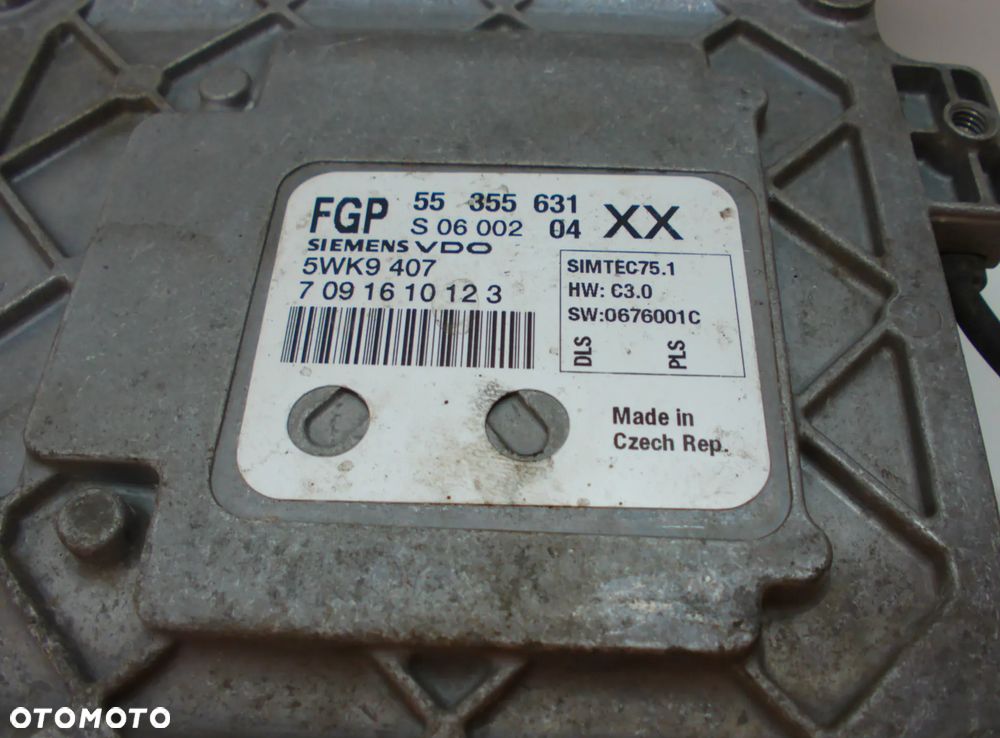 FGP 55 355 631 XX
S 06 002 04
SIEMENS VDO
5WK9 407
7 09 16 10 12 3
SIMTEC75.1
HW: C3.0
SW:0676001C
DLS PLS
Made in
Czech Rep.
OTOMOTO